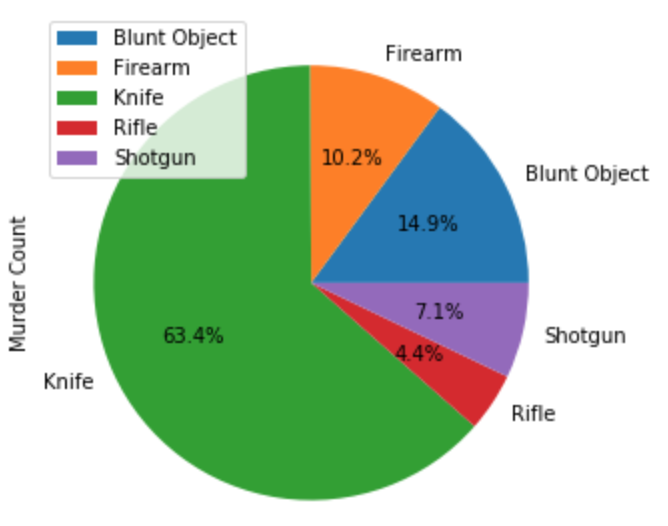 Blunt Object
Firearm
Knife
Rifle
Shotgun
Firearm
10.2%
Blunt Object
14.9%
Murder Count
7.1%
63.4%
Shotgun
4.4%
Knife
Rifle